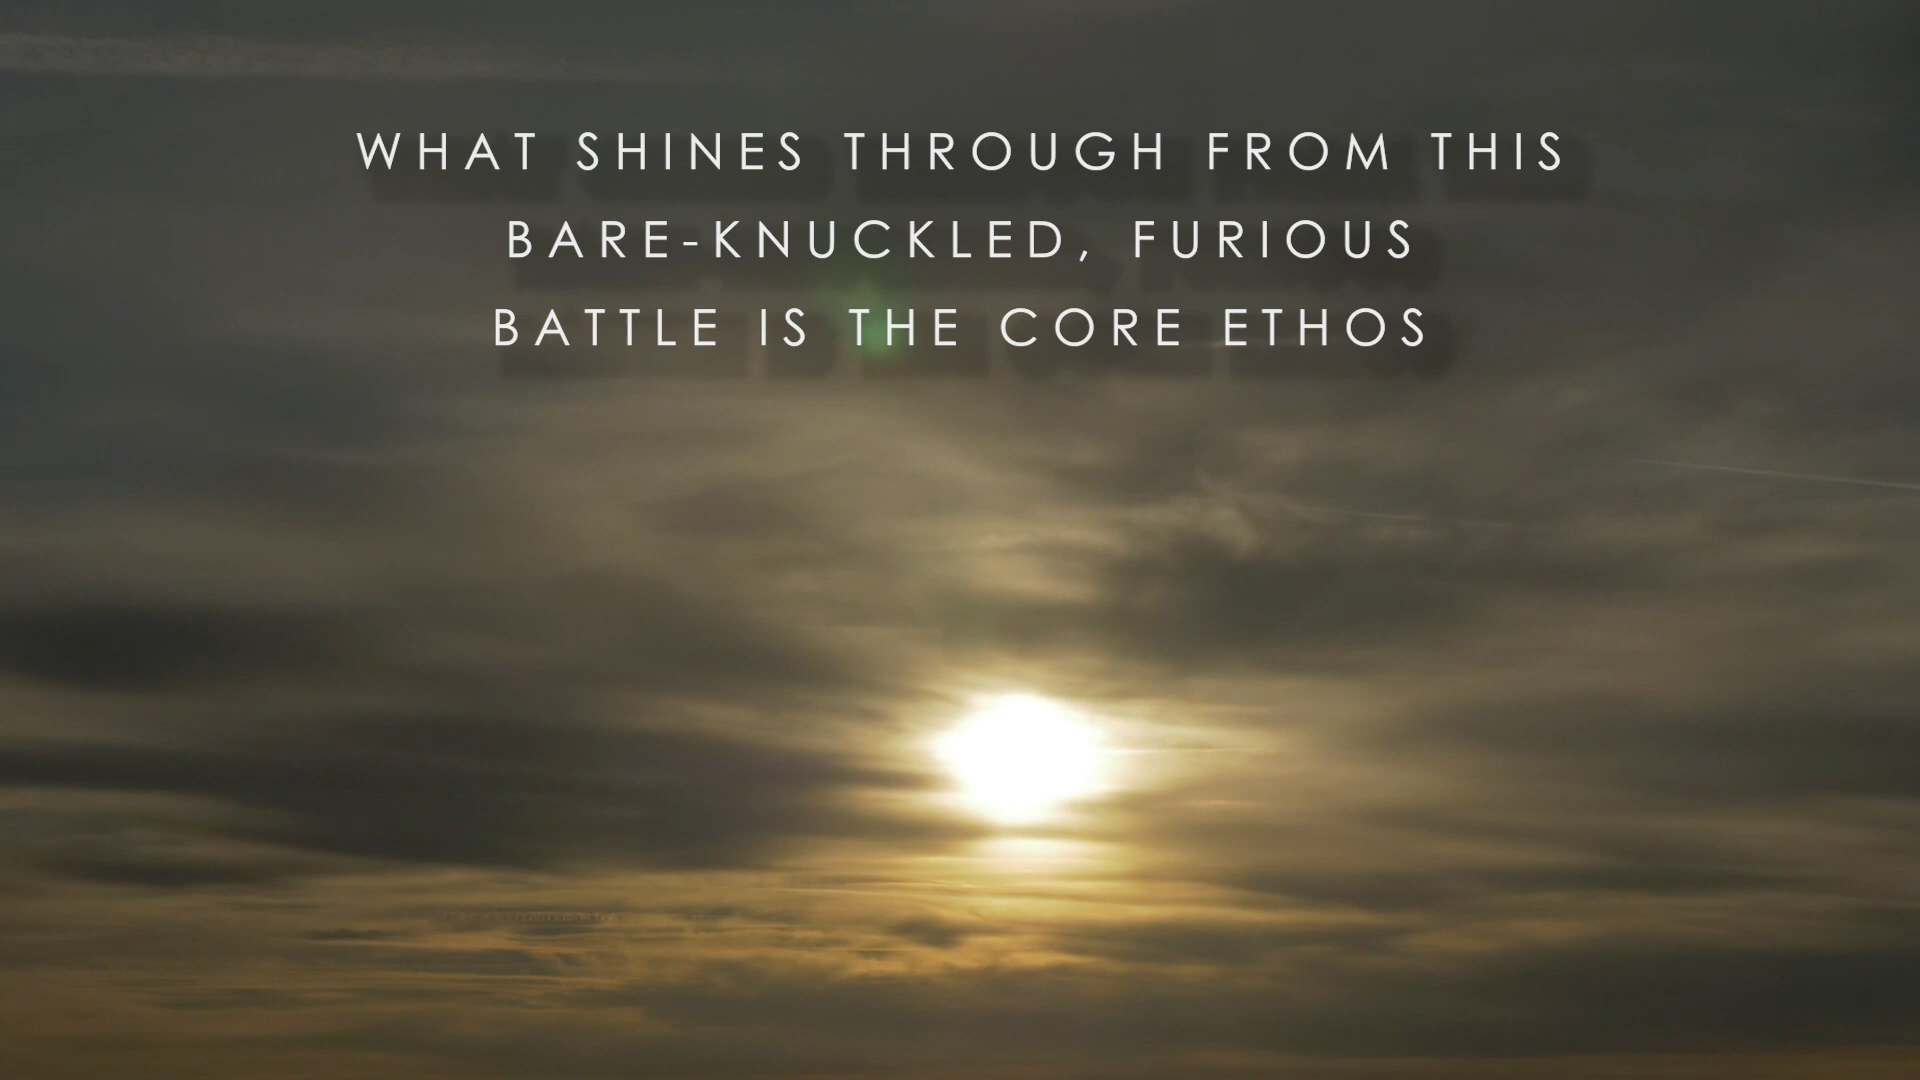 WHAT SHINES THROUGH FROM THIS
BARE-KNUCKLED, FURIOUS
BATTLE IS THE CORE ETHOS